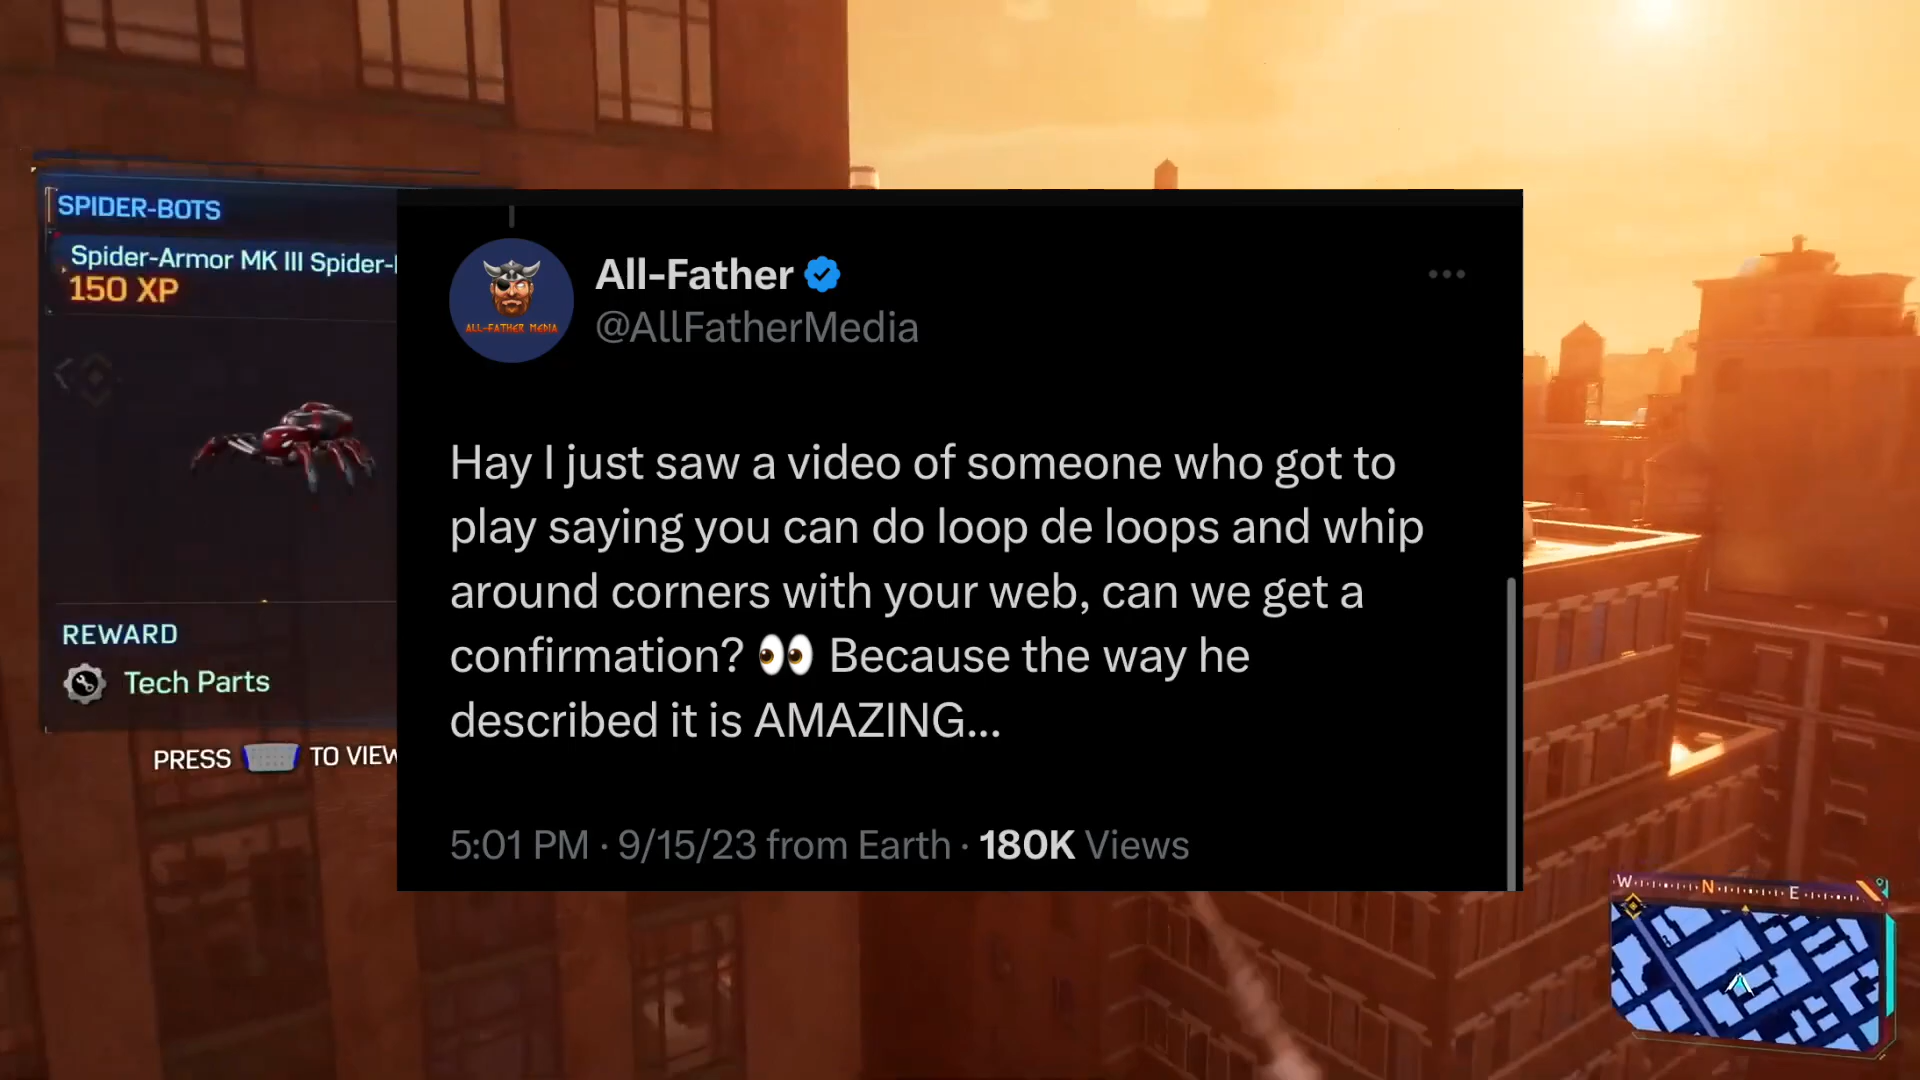 SPIDER-BOTS
Spider-Armor MK III Spider-
150 XP
REWARD
Tech Parts
PRESS TO VIEW
All-Father
@AllFatherMedia
ALL-FATHER MEDIA
Hay I just saw a video of someone who got to
play saying you can do loop de loops and whip
around corners with your web, can we get a
confirmation? 👀 Because the way he
described it is AMAZING...
5:01 PM · 9/15/23 from Earth · 180K Views
W N E